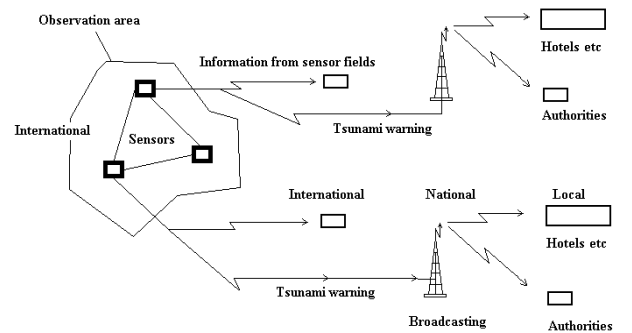 Observation area
Hotels etc
Information from sensor fields
Authorities
International
Sensors
Tsunami warning
International
National
Local
Hotels etc
Tsunami warning
Broadcasting
Authorities